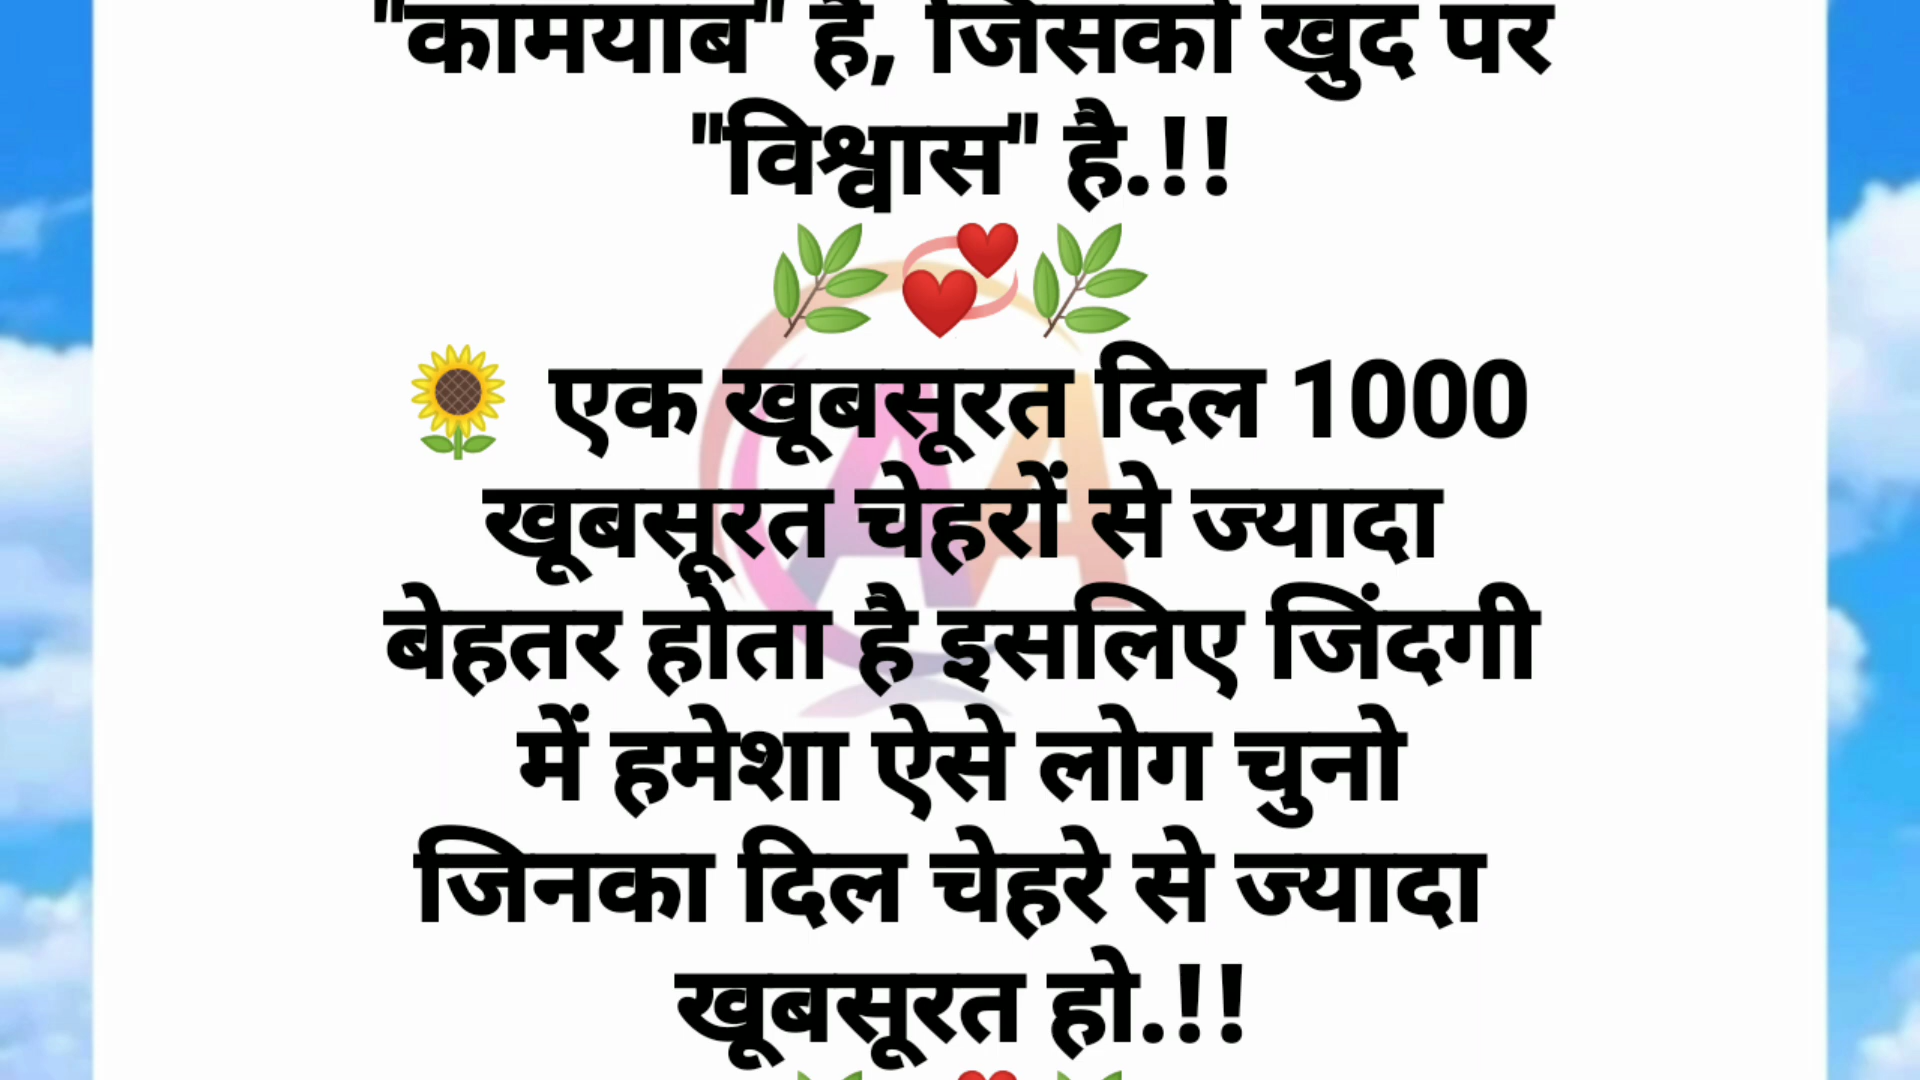 "कामयाब" है, जिसको खुद पर
"विश्वास" है.!!
🌿💞🌿
🌻 एक खूबसूरत दिल 1000
खूबसूरत चेहरों से ज्यादा
बेहतर होता है इसलिए जिंदगी
में हमेशा ऐसे लोग चुनो
जिनका दिल चेहरे से ज्यादा
खूबसूरत हो.!!
AA